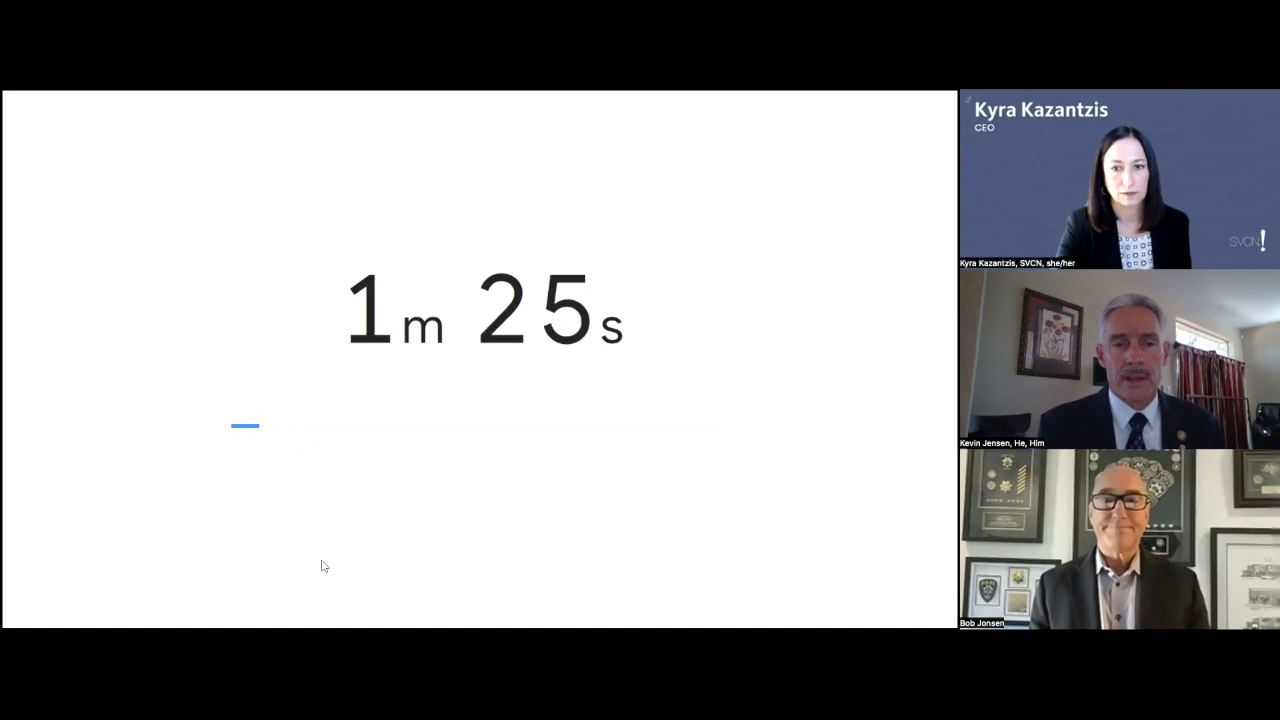 1m 25s
Kyra Kazantzis
CEO
SVCN!
Kyra Kazantzis, SVCN, she/her
Kevin Jensen, He, Him
Bob Jonsen